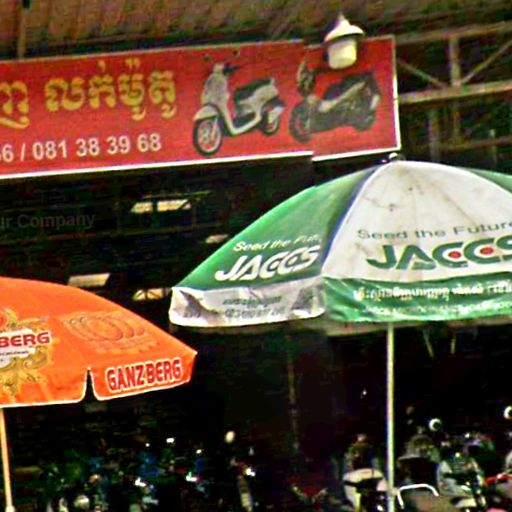 ញ លក់ម៉ូតូ
6 / 081 38 39 68
ur Company
Seed the Future
JACCS
Seed the Futu
JACCS
BERG
GANZBERG